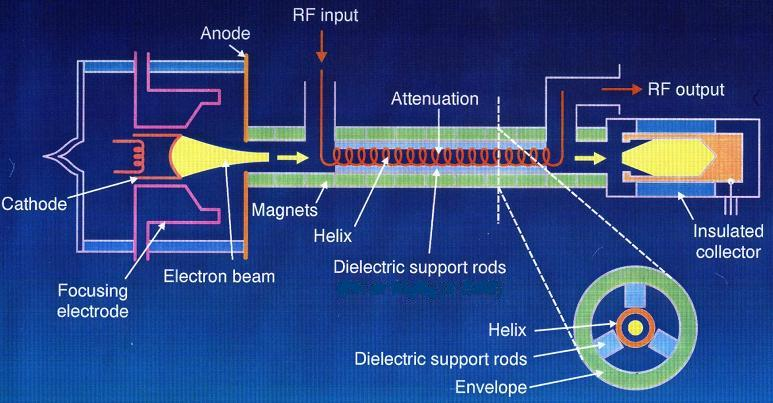 RF input
Anode
Attenuation
RF output
Cathode
Magnets
Helix
Insulated
collector
Electron beam
Dielectric support rods
Focusing
electrode
Helix
Dielectric support rods
Envelope